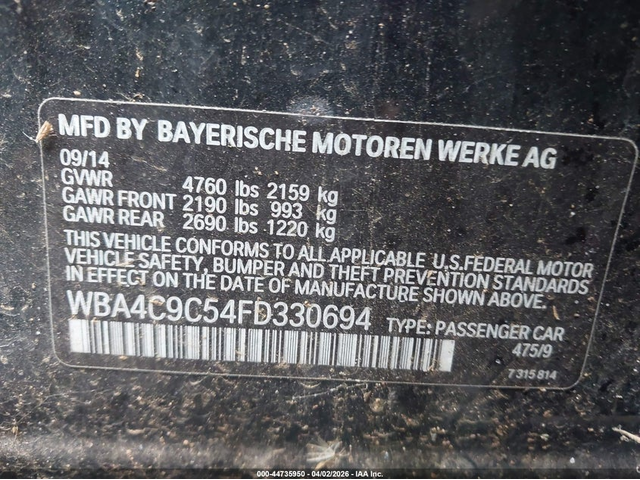 MFD BY BAYERISCHE MOTOREN WERKE AG
09/14
GVWR 4760 lbs 2159 kg
GAWR FRONT 2190 lbs 993 kg
GAWR REAR 2690 lbs 1220 kg
THIS VEHICLE CONFORMS TO ALL APPLICABLE U.S.FEDERAL MOTOR
VEHICLE SAFETY, BUMPER AND THEFT PREVENTION STANDARDS
IN EFFECT ON THE DATE OF MANUFACTURE SHOWN ABOVE.
WBA4C9C54FD330694 TYPE: PASSENGER CAR
475/9
7 315 814
000-44735950 - 04/02/2026 - IAA Inc.